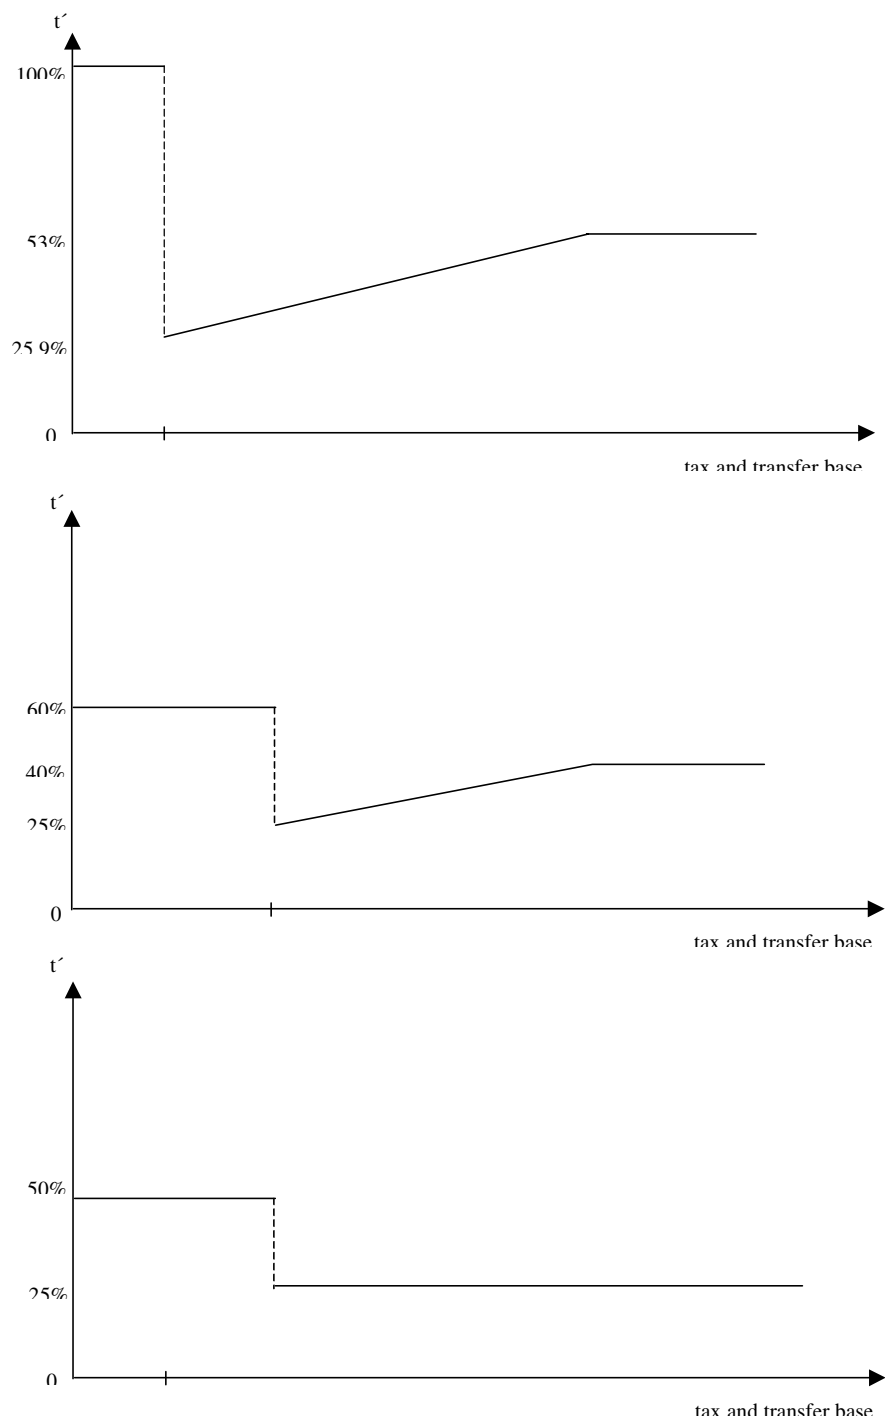 t´
100%
53%
25.9%
0
tax and transfer base
t´
60%
40%
25%
0
tax and transfer base
t´
50%
25%
0
tax and transfer base